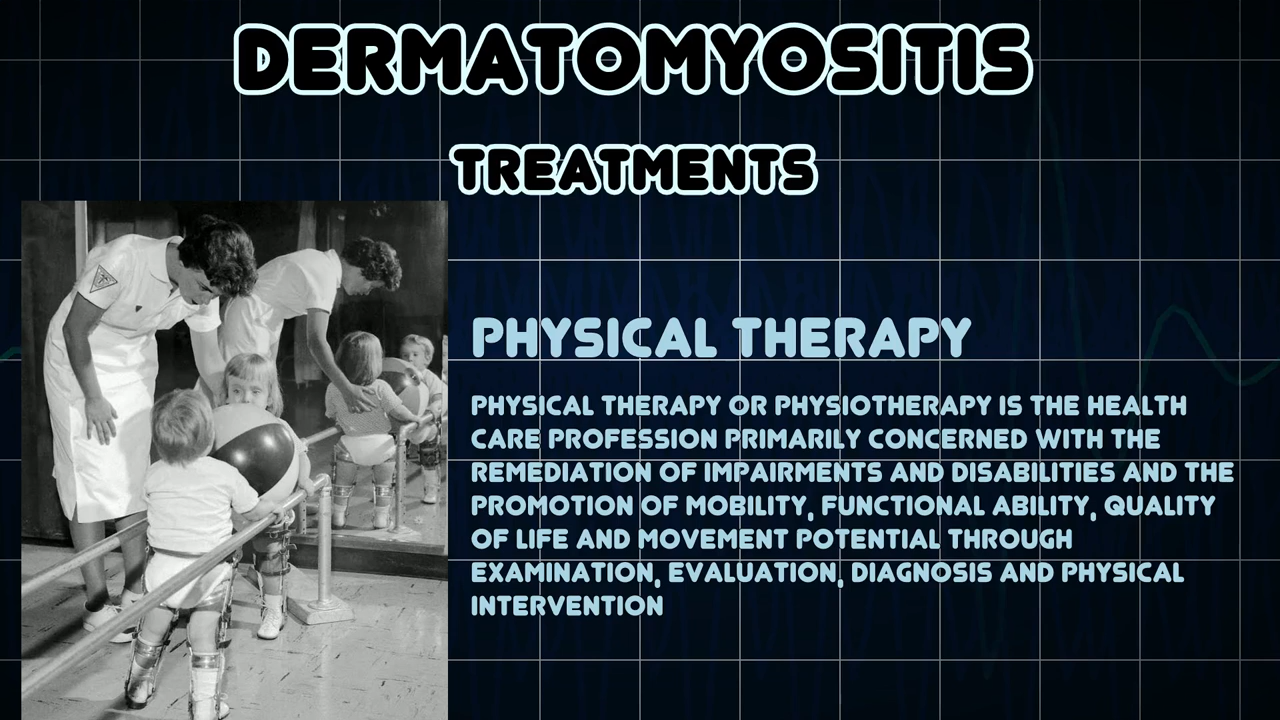 DERMATOMYOSITIS
TREATMENTS
PHYSICAL THERAPY
PHYSICAL THERAPY OR PHYSIOTHERAPY IS THE HEALTH
CARE PROFESSION PRIMARILY CONCERNED WITH THE
REMEDIATION OF IMPAIRMENTS AND DISABILITIES AND THE
PROMOTION OF MOBILITY, FUNCTIONAL ABILITY, QUALITY
OF LIFE AND MOVEMENT POTENTIAL THROUGH
EXAMINATION, EVALUATION, DIAGNOSIS AND PHYSICAL
INTERVENTION